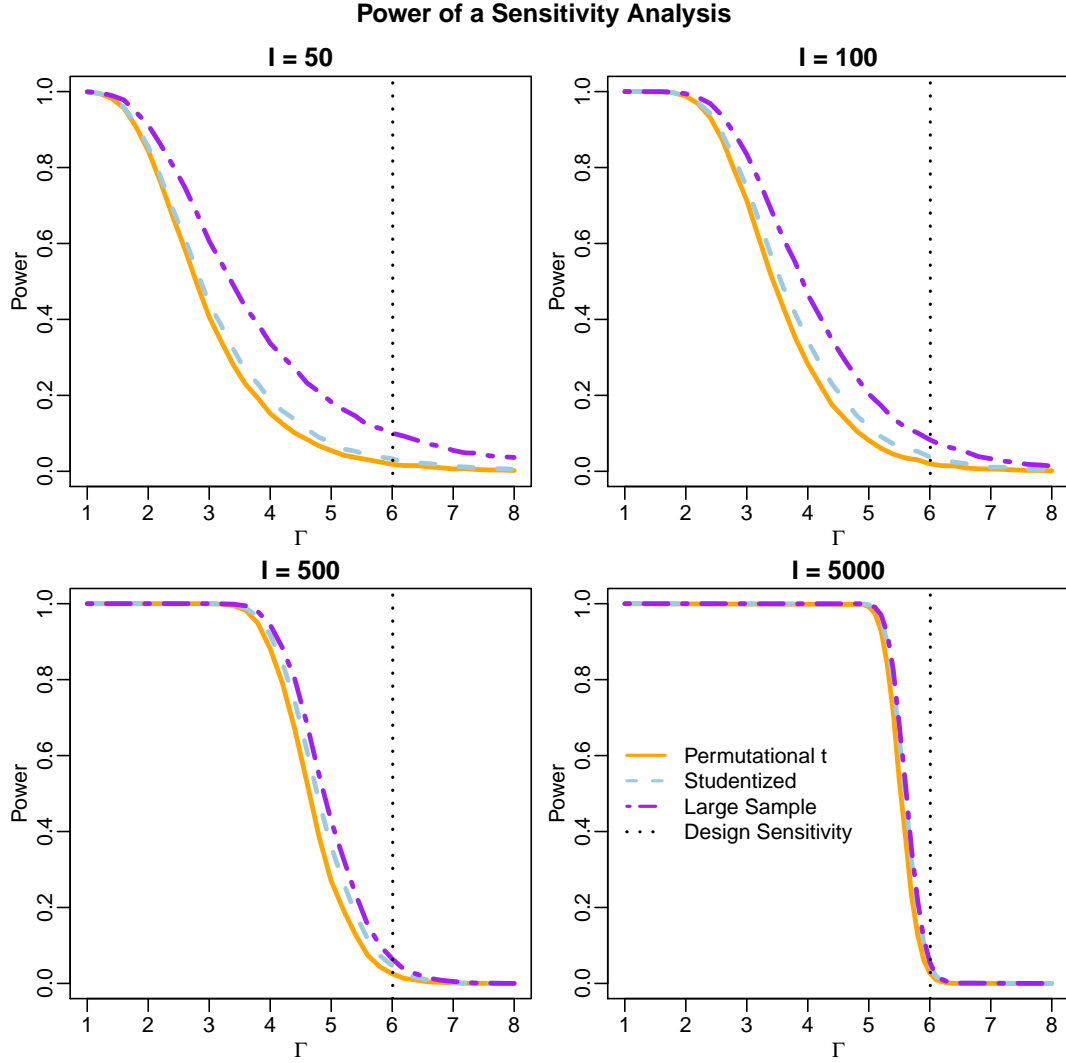 Power of a Sensitivity Analysis
I = 50
Power
0.0 0.2 0.4 0.6 0.8 1.0
1 2 3 4 5 6 7 8
Γ
I = 100
Power
0.0 0.2 0.4 0.6 0.8 1.0
1 2 3 4 5 6 7 8
Γ
I = 500
Power
0.0 0.2 0.4 0.6 0.8 1.0
1 2 3 4 5 6 7 8
Γ
I = 5000
Power
0.0 0.2 0.4 0.6 0.8 1.0
Permutational t
Studentized
Large Sample
Design Sensitivity
1 2 3 4 5 6 7 8
Γ